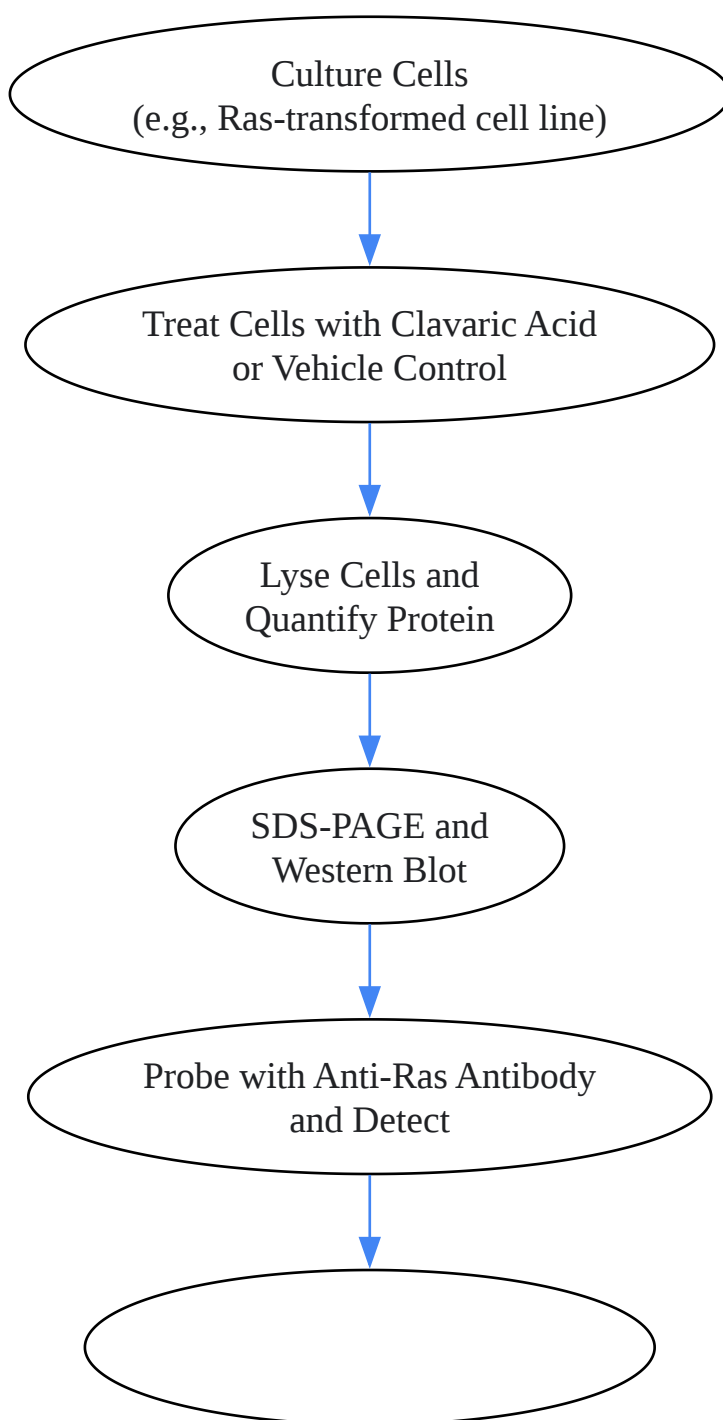 Culture Cells
(e.g., Ras-transformed cell line)
Treat Cells with Clavaric Acid
or Vehicle Control
Lyse Cells and
Quantify Protein
SDS-PAGE and
Western Blot
Probe with Anti-Ras Antibody
and Detect